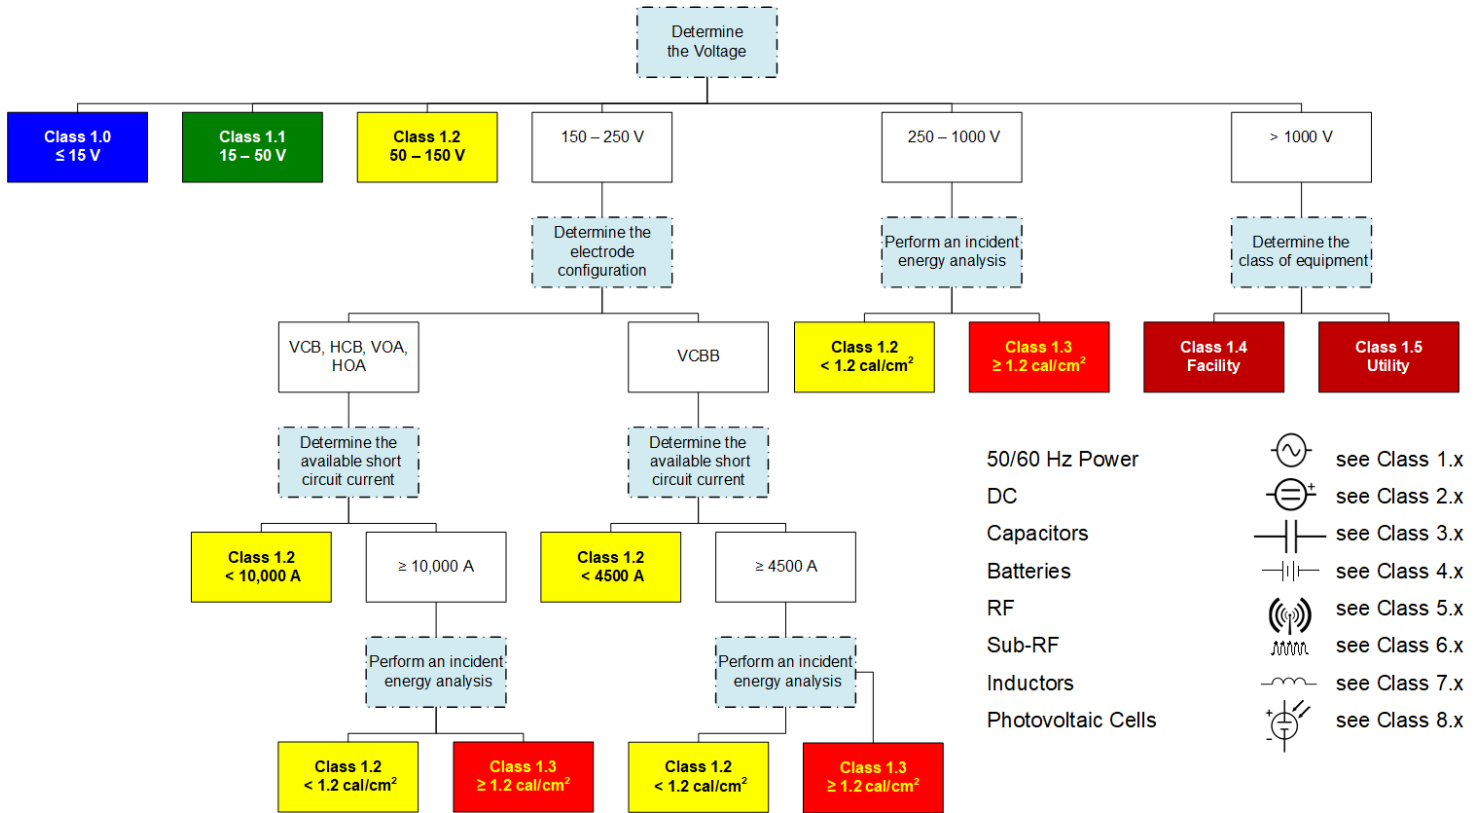 Determine
the Voltage
Class 1.0
≤ 15 V
Class 1.1
15 – 50 V
Class 1.2
50 – 150 V
150 – 250 V
250 – 1000 V
> 1000 V
Determine the
electrode
configuration
Perform an incident
energy analysis
Determine the
class of equipment
VCB, HCB, VOA,
HOA
VCBB
Class 1.2
< 1.2 cal/cm²
Class 1.3
≥ 1.2 cal/cm²
Class 1.4
Facility
Class 1.5
Utility
Determine the
available short
circuit current
Determine the
available short
circuit current
Class 1.2
< 10,000 A
≥ 10,000 A
Class 1.2
< 4500 A
≥ 4500 A
Perform an incident
energy analysis
Perform an incident
energy analysis
Class 1.2
< 1.2 cal/cm²
Class 1.3
≥ 1.2 cal/cm²
Class 1.2
< 1.2 cal/cm²
Class 1.3
≥ 1.2 cal/cm²
50/60 Hz Power see Class 1.x
DC see Class 2.x
Capacitors see Class 3.x
Batteries see Class 4.x
RF see Class 5.x
Sub-RF see Class 6.x
Inductors see Class 7.x
Photovoltaic Cells see Class 8.x